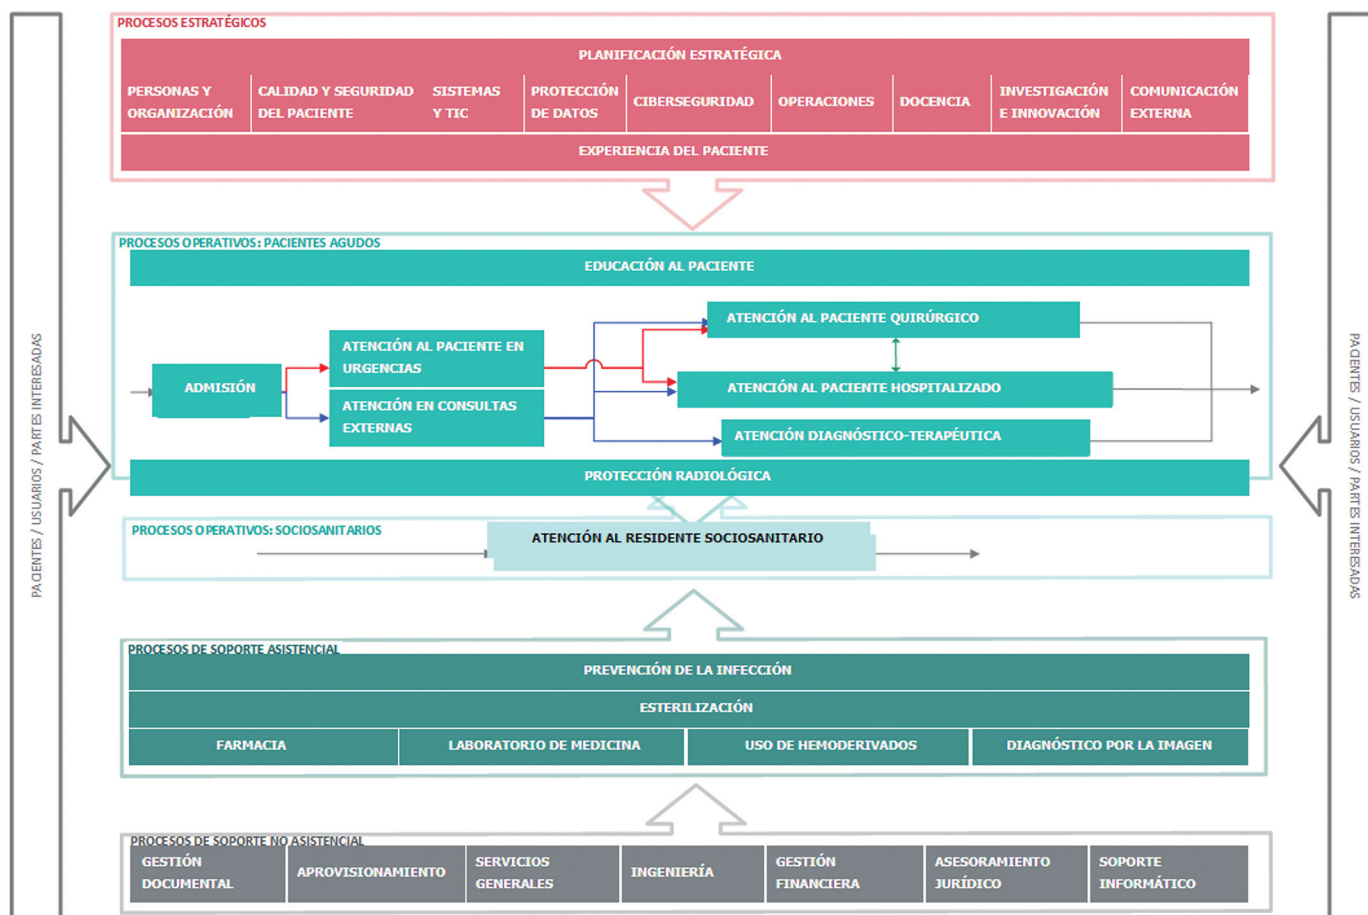 PROCESOS ESTRATÉGICOS
PLANIFICACIÓN ESTRATÉGICA
PERSONAS Y
ORGANIZACIÓN
CALIDAD Y SEGURIDAD
DEL PACIENTE
SISTEMAS
Y TIC
PROTECCIÓN
DE DATOS
CIBERSEGURIDAD
OPERACIONES
DOCENCIA
INVESTIGACIÓN
E INNOVACIÓN
COMUNICACIÓN
EXTERNA
EXPERIENCIA DEL PACIENTE
PROCESOS OPERATIVOS: PACIENTES AGUDOS
EDUCACIÓN AL PACIENTE
ADMISIÓN
ATENCIÓN AL PACIENTE EN
URGENCIAS
ATENCIÓN EN CONSULTAS
EXTERNAS
ATENCIÓN AL PACIENTE QUIRÚRGICO
ATENCIÓN AL PACIENTE HOSPITALIZADO
ATENCIÓN DIAGNÓSTICO-TERAPÉUTICA
PROTECCIÓN RADIOLÓGICA
PROCESOS OPERATIVOS: SOCIOSANITARIOS
ATENCIÓN AL RESIDENTE SOCIOSANITARIO
PROCESOS DE SOPORTE ASISTENCIAL
PREVENCIÓN DE LA INFECCIÓN
ESTERILIZACIÓN
FARMACIA
LABORATORIO DE MEDICINA
USO DE HEMODERIVADOS
DIAGNÓSTICO POR LA IMAGEN
PROCESOS DE SOPORTE NO ASISTENCIAL
GESTIÓN
DOCUMENTAL
APROVISIONAMIENTO
SERVICIOS
GENERALES
INGENIERÍA
GESTIÓN
FINANCIERA
ASESORAMIENTO
JURÍDICO
SOPORTE
INFORMÁTICO
PACIENTES / USUARIOS / PARTES INTERESADAS
PACIENTES / USUARIOS / PARTES INTERESADAS